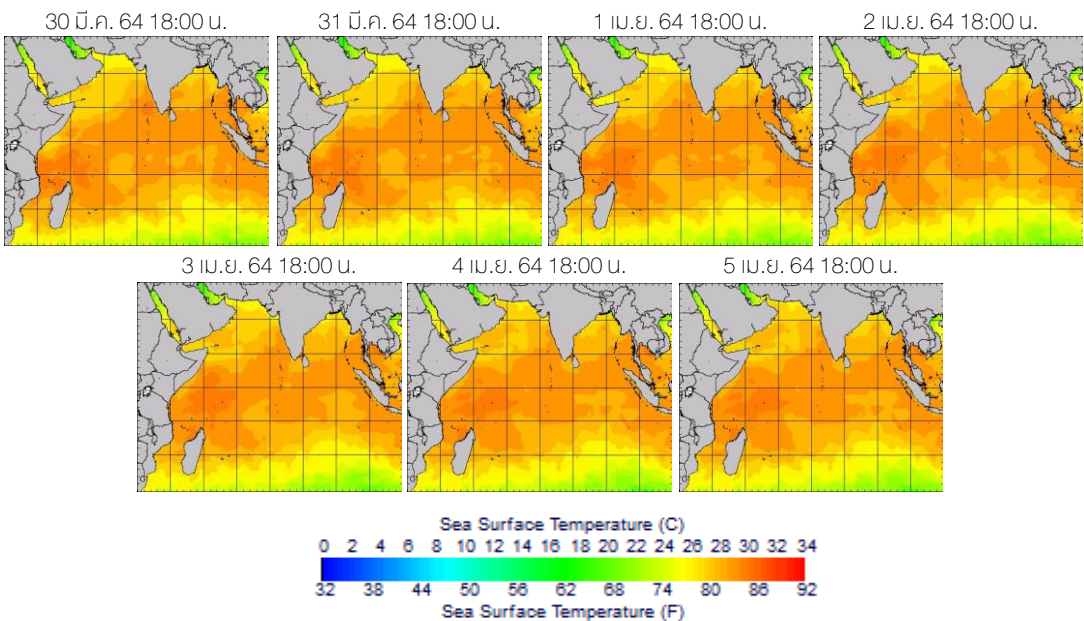 30 มี.ค. 64 18:00 น. 31 มี.ค. 64 18:00 น. 1 เม.ย. 64 18:00 น. 2 เม.ย. 64 18:00 น.
3 เม.ย. 64 18:00 น. 4 เม.ย. 64 18:00 น. 5 เม.ย. 64 18:00 น.
Sea Surface Temperature (C)
0 2 4 6 8 10 12 14 16 18 20 22 24 26 28 30 32 34
32 38 44 50 56 62 68 74 80 86 92
Sea Surface Temperature (F)